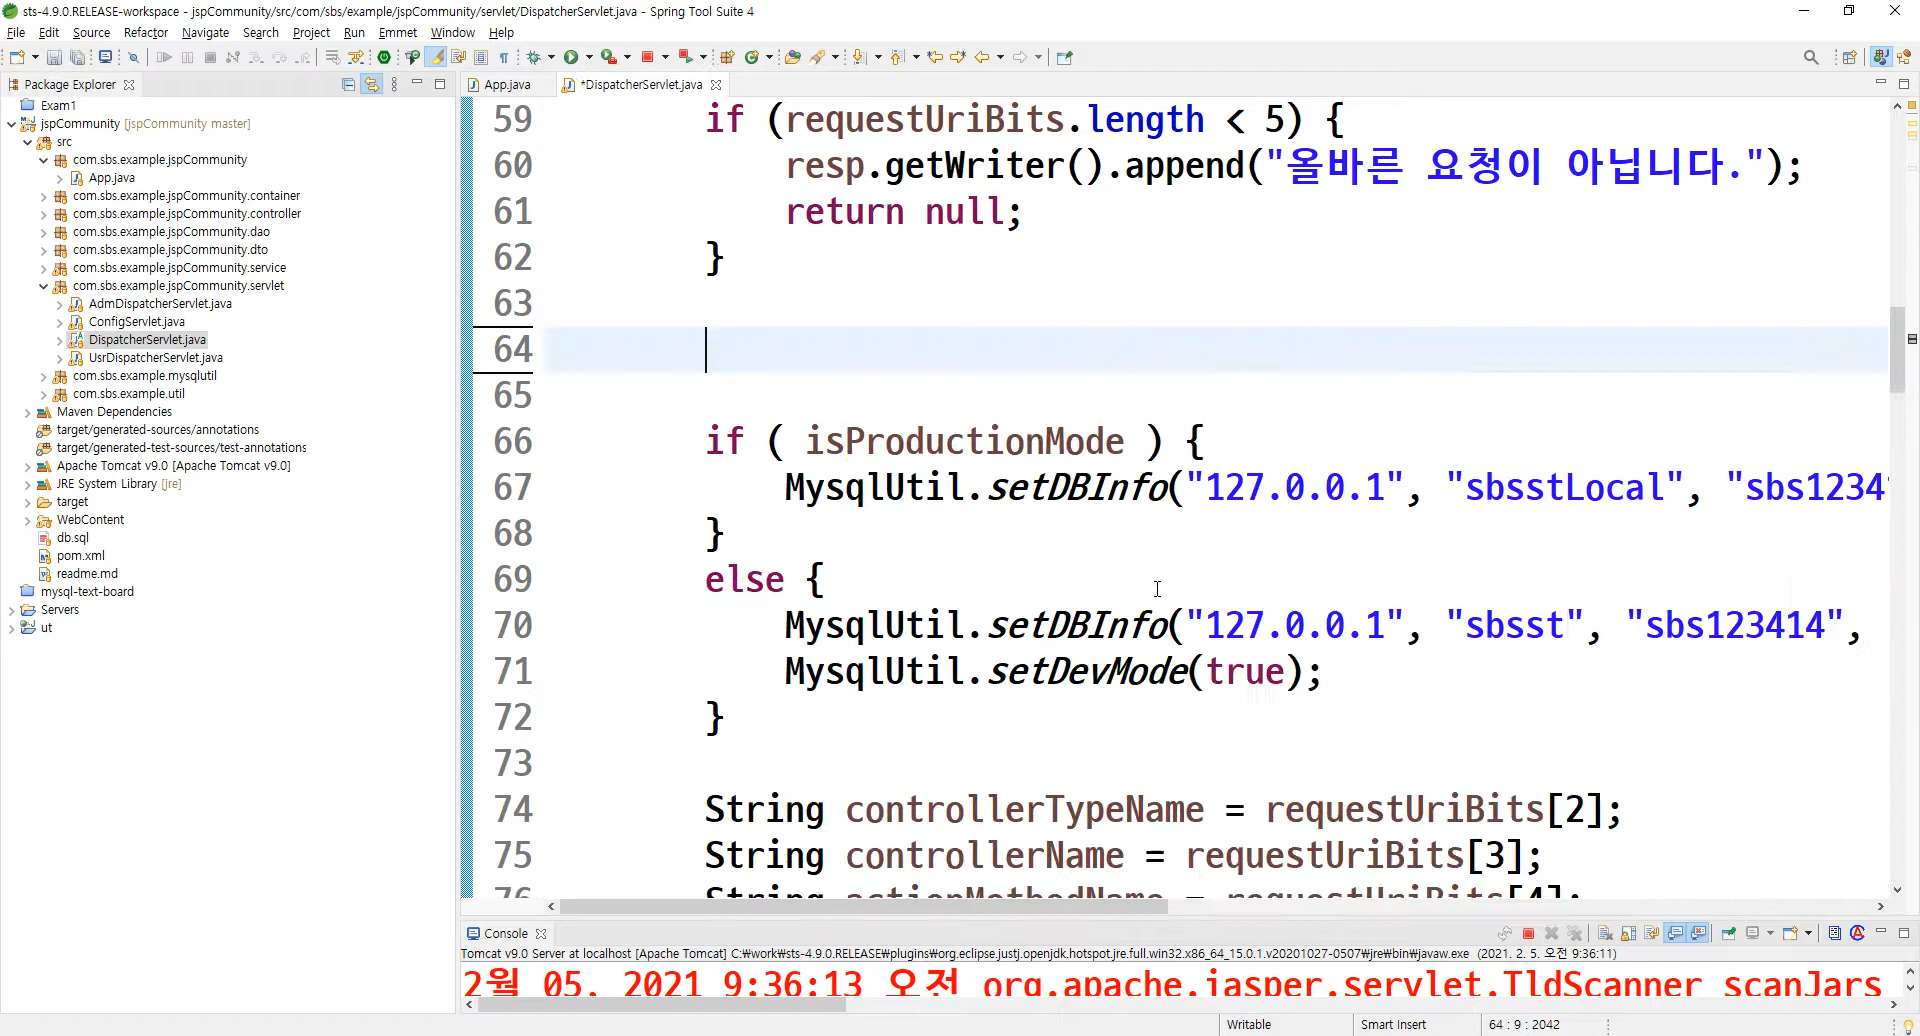 sts-4.9.0.RELEASE-workspace - jspCommunity/src/com/sbs/example/jspCommunity/servlet/DispatcherServlet.java - Spring Tool Suite 4
File Edit Source Refactor Navigate Search Project Run Emmet Window Help
Package Explorer
App.java
*DispatcherServlet.java
Exam1
jspCommunity [jspCommunity master]
src
com.sbs.example.jspCommunity
App.java
com.sbs.example.jspCommunity.container
com.sbs.example.jspCommunity.controller
com.sbs.example.jspCommunity.dao
com.sbs.example.jspCommunity.dto
com.sbs.example.jspCommunity.service
com.sbs.example.jspCommunity.servlet
AdmDispatcherServlet.java
ConfigServlet.java
DispatcherServlet.java
UsrDispatcherServlet.java
com.sbs.example.mysqlutil
com.sbs.example.util
Maven Dependencies
target/generated-sources/annotations
target/generated-test-sources/test-annotations
Apache Tomcat v9.0 [Apache Tomcat v9.0]
JRE System Library [jre]
target
WebContent
db.sql
pom.xml
readme.md
mysql-text-board
Servers
ut
59 if (requestUriBits.length < 5) {
60 resp.getWriter().append("올바른 요청이 아닙니다.");
61 return null;
62 }
63
64
65
66 if ( isProductionMode ) {
67 MysqlUtil.setDBInfo("127.0.0.1", "sbsstLocal", "sbs1234
68 }
69 else {
70 MysqlUtil.setDBInfo("127.0.0.1", "sbsst", "sbs123414",
71 MysqlUtil.setDevMode(true);
72 }
73
74 String controllerTypeName = requestUriBits[2];
75 String controllerName = requestUriBits[3];
76 String actionMethodName = requestUriBits[4];
Console
Tomcat v9.0 Server at localhost [Apache Tomcat] C:₩work₩sts-4.9.0.RELEASE₩plugins₩org.eclipse.justj.openjdk.hotspot.jre.full.win32.x86_64_15.0.1.v20201027-0507₩jre₩bin₩javaw.exe (2021. 2. 5. 오전 9:36:11)
2월 05, 2021 9:36:13 오전 org.apache.jasper.servlet.TldScanner scanJars
Writable
Smart Insert
64 : 9 : 2042